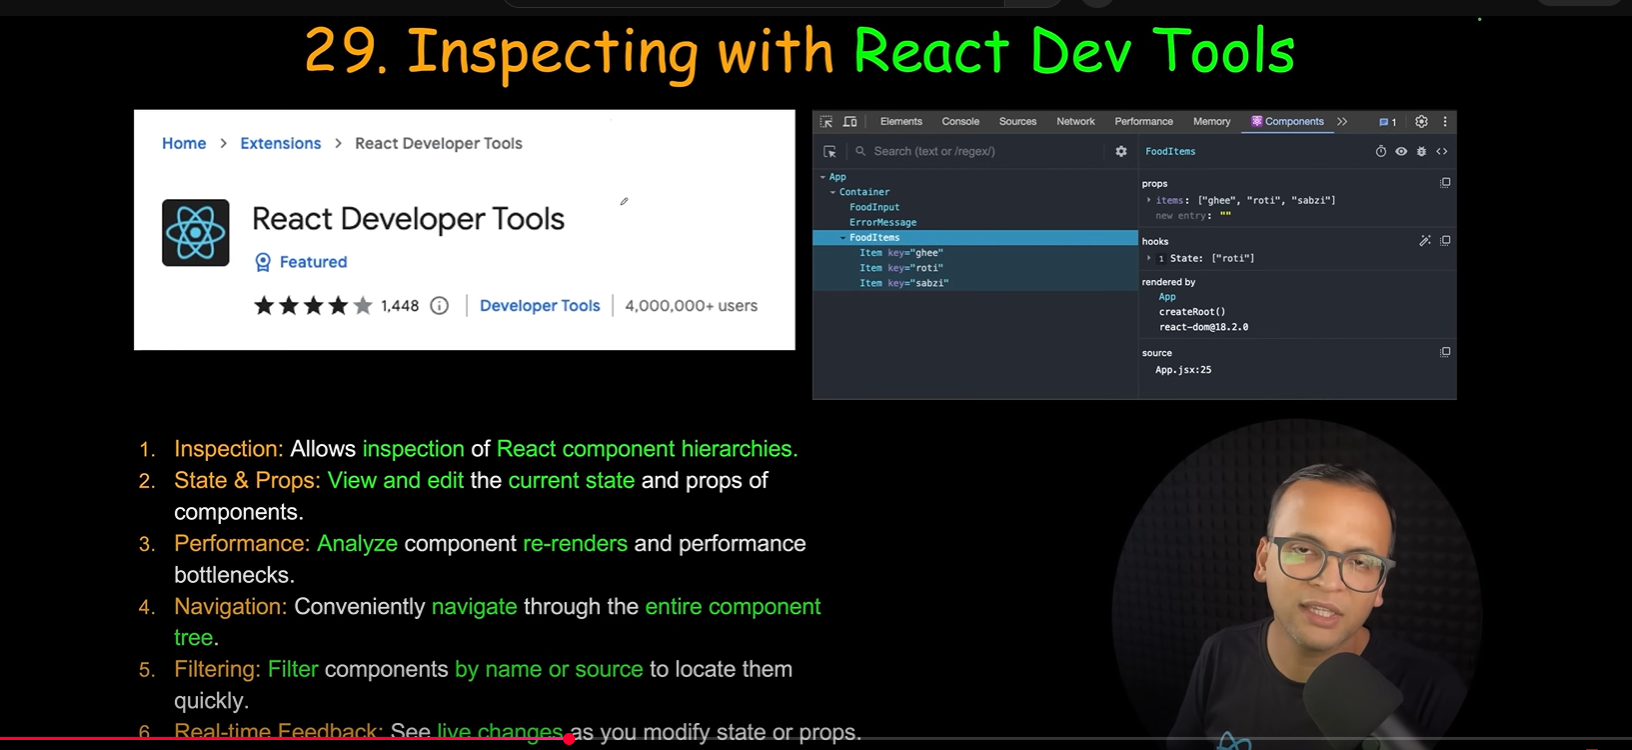 29. Inspecting with React Dev Tools
Home > Extensions > React Developer Tools
React Developer Tools
Featured
1,448
Developer Tools
4,000,000+ users
Elements Console Sources Network Performance Memory Components >> 1
Search (text or /regex/)
App
Container
FoodInput
ErrorMessage
FoodItems
Item key="ghee"
Item key="roti"
Item key="sabzi"
FoodItems
props
items: ["ghee", "roti", "sabzi"]
new entry: ""
hooks
1 State: ["roti"]
rendered by
App
createRoot()
react-dom@18.2.0
source
App.jsx:25
1. Inspection: Allows inspection of React component hierarchies.
2. State & Props: View and edit the current state and props of
components.
3. Performance: Analyze component re-renders and performance
bottlenecks.
4. Navigation: Conveniently navigate through the entire component
tree.
5. Filtering: Filter components by name or source to locate them
quickly.
6. Real-time Feedback: See live changes as you modify state or props.